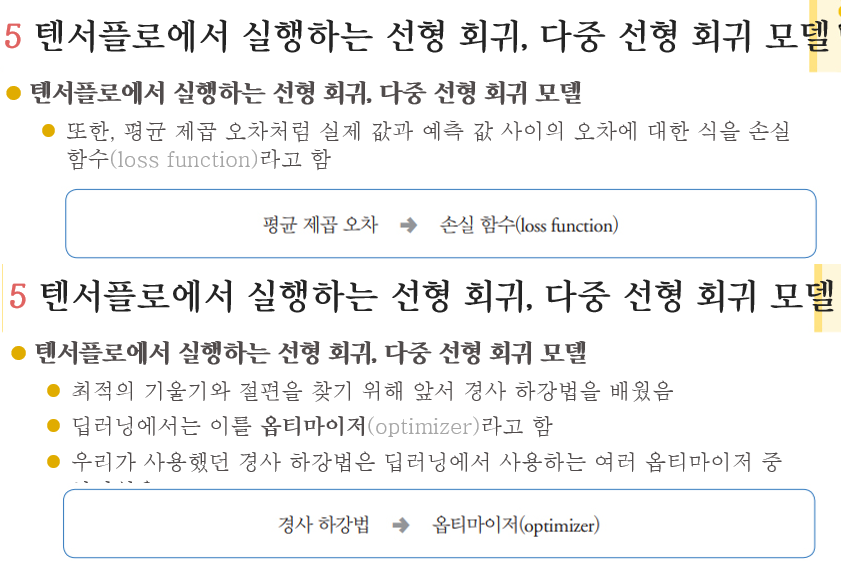 5 텐서플로에서 실행하는 선형 회귀, 다중 선형 회귀 모델
● 텐서플로에서 실행하는 선형 회귀, 다중 선형 회귀 모델
● 또한, 평균 제곱 오차처럼 실제 값과 예측 값 사이의 오차에 대한 식을 손실
함수(loss function)라고 함
평균 제곱 오차 ➔ 손실 함수(loss function)
5 텐서플로에서 실행하는 선형 회귀, 다중 선형 회귀 모델
● 텐서플로에서 실행하는 선형 회귀, 다중 선형 회귀 모델
● 최적의 기울기와 절편을 찾기 위해 앞서 경사 하강법을 배웠음
● 딥러닝에서는 이를 옵티마이저(optimizer)라고 함
● 우리가 사용했던 경사 하강법은 딥러닝에서 사용하는 여러 옵티마이저 중
경사 하강법 ➔ 옵티마이저(optimizer)